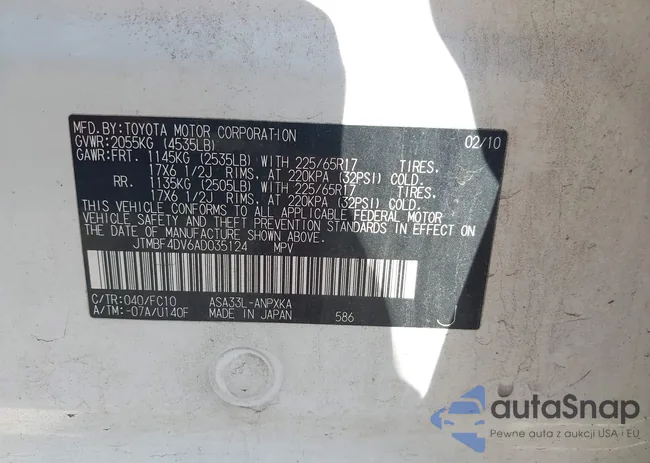 MFD.BY:TOYOTA MOTOR CORPORATION 02/10
GVWR:2055KG (4535LB)
GAWR:FRT. 1145KG (2535LB) WITH 225/65R17 TIRES.
17X6 1/2J RIMS. AT 220KPA (32PSI) COLD.
RR. 1135KG (2505LB) WITH 225/65R17 TIRES.
17X6 1/2J RIMS. AT 220KPA (32PSI) COLD.
THIS VEHICLE CONFORMS TO ALL APPLICABLE FEDERAL MOTOR
VEHICLE SAFETY AND THEFT PREVENTION STANDARDS IN EFFECT ON
THE DATE OF MANUFACTURE SHOWN ABOVE.
JTMBF4DV6AD035124 MPV
C/TR:040/FC10 ASA33L-ANPXKA
A/TM:-07A/U140F MADE IN JAPAN 586 J
autaSnap
Pewne auta z aukcji USA i EU